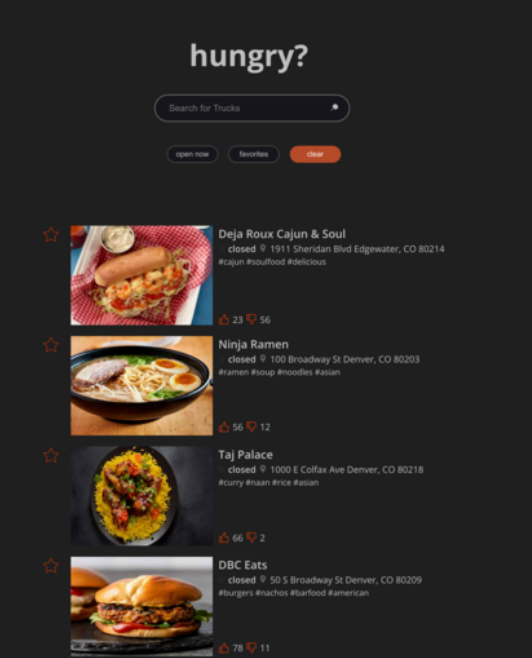 hungry?
Search for Trucks
open now favorites clear
Deja Roux Cajun & Soul
closed 1911 Sheridan Blvd Edgewater, CO 80214
#cajun #soulfood #delicious
23 56
Ninja Ramen
closed 100 Broadway St Denver, CO 80203
#ramen #soup #noodles #asian
56 12
Taj Palace
closed 1000 E Colfax Ave Denver, CO 80218
#curry #naan #rice #asian
66 2
DBC Eats
closed 50 S Broadway St Denver, CO 80209
#burgers #nachos #barfood #american
78 11